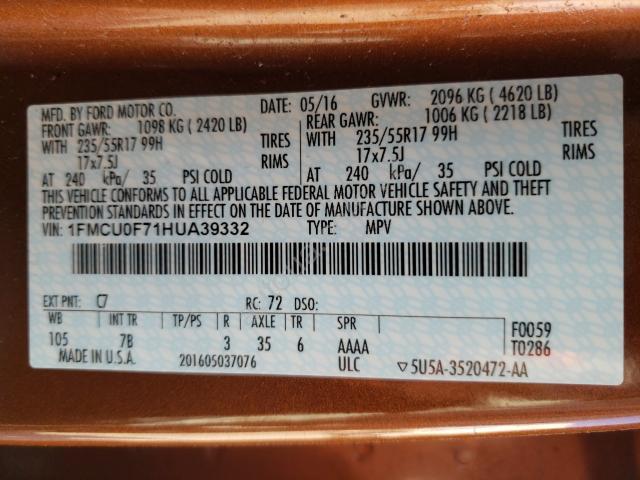 MFD. BY FORD MOTOR CO. DATE: 05/16 GVWR: 2096 KG ( 4620 LB)
FRONT GAWR: 1098 KG ( 2420 LB) REAR GAWR: 1006 KG ( 2218 LB)
WITH 235/55R17 99H TIRES WITH 235/55R17 99H TIRES
17x7.5J RIMS 17x7.5J RIMS
AT 240 kPa/ 35 PSI COLD AT 240 kPa/ 35 PSI COLD
THIS VEHICLE CONFORMS TO ALL APPLICABLE FEDERAL MOTOR VEHICLE SAFETY AND THEFT
PREVENTION STANDARDS IN EFFECT ON THE DATE OF MANUFACTURE SHOWN ABOVE.
VIN: 1FMCU0F71HUA39332 TYPE: MPV
EXT PNT: C7 RC: 72 DSO:
WB INT TR TP/PS R AXLE TR SPR F0059
105 7B 3 35 6 AAAA T0286
MADE IN U.S.A. 201605037076 ULC ▽5U5A-3520472-AA